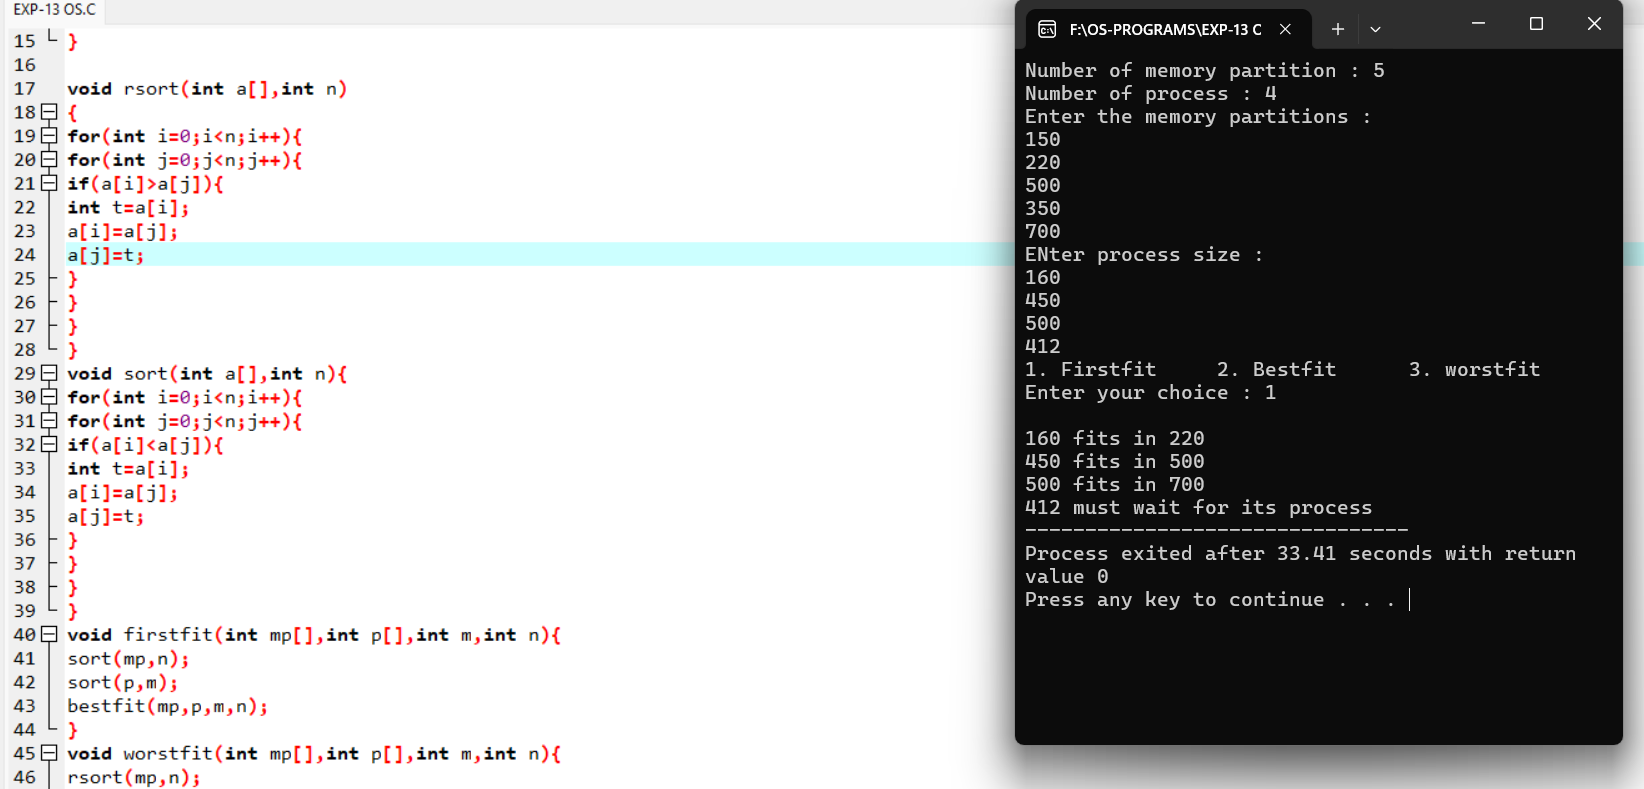 EXP-13 OS.C
15 }
16
17 void rsort(int a[],int n)
18 {
19 for(int i=0;i<n;i++){
20 for(int j=0;j<n;j++){
21 if(a[i]>a[j]){
22 int t=a[i];
23 a[i]=a[j];
24 a[j]=t;
25 }
26 }
27 }
28 }
29 void sort(int a[],int n){
30 for(int i=0;i<n;i++){
31 for(int j=0;j<n;j++){
32 if(a[i]<a[j]){
33 int t=a[i];
34 a[i]=a[j];
35 a[j]=t;
36 }
37 }
38 }
39 }
40 void firstfit(int mp[],int p[],int m,int n){
41 sort(mp,n);
42 sort(p,m);
43 bestfit(mp,p,m,n);
44 }
45 void worstfit(int mp[],int p[],int m,int n){
46 rsort(mp,n);
F:\OS-PROGRAMS\EXP-13 O
Number of memory partition : 5
Number of process : 4
Enter the memory partitions :
150
220
500
350
700
ENter process size :
160
450
500
412
1. Firstfit 2. Bestfit 3. worstfit
Enter your choice : 1
160 fits in 220
450 fits in 500
500 fits in 700
412 must wait for its process
--------------------------------
Process exited after 33.41 seconds with return
value 0
Press any key to continue . . .